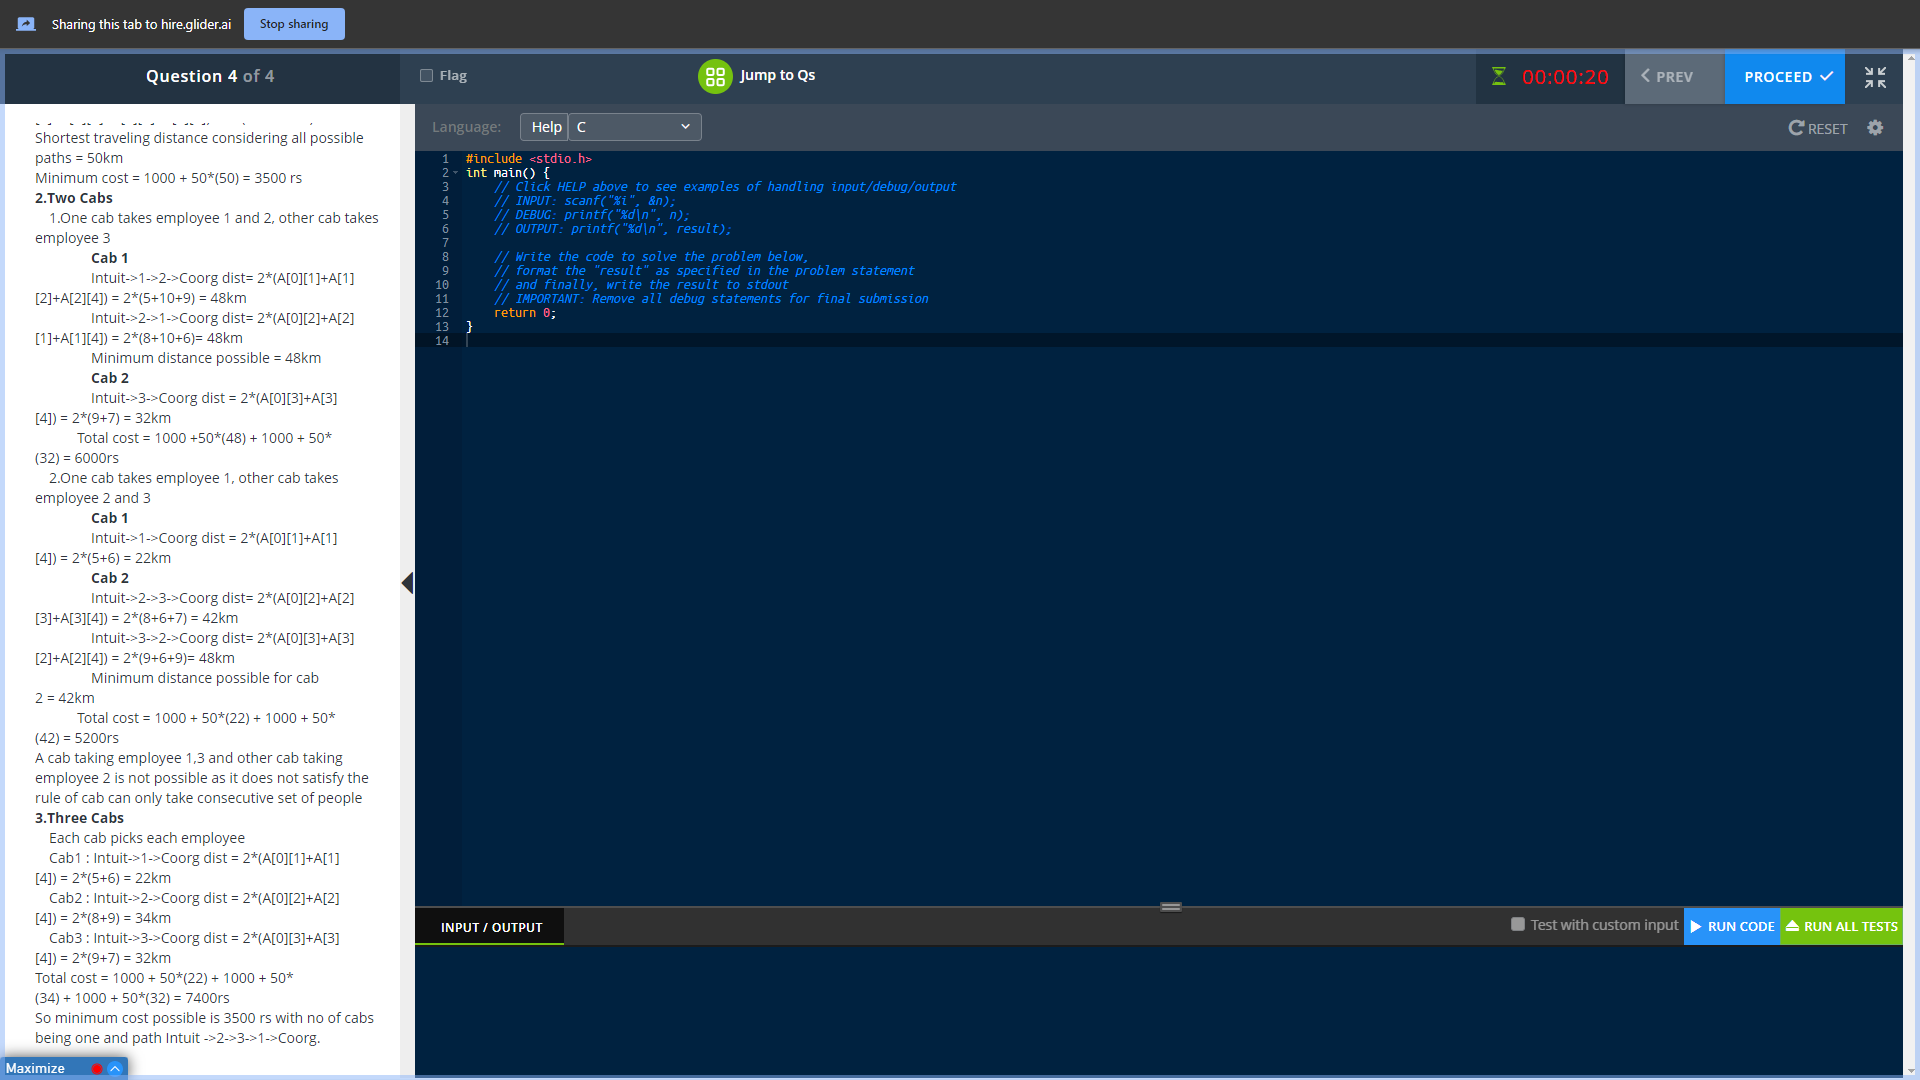 Sharing this tab to hire.glider.ai
Stop sharing
Question 4 of 4
Flag
Jump to Qs
00:00:20
PREV
PROCEED
Shortest traveling distance considering all possible
paths = 50km
Minimum cost = 1000 + 50*(50) = 3500 rs
2.Two Cabs
1.One cab takes employee 1 and 2, other cab takes
employee 3
Cab 1
Intuit->1->2->Coorg dist= 2*(A[0][1]+A[1]
[2]+A[2][4]) = 2*(5+10+9) = 48km
Intuit->2->1->Coorg dist= 2*(A[0][2]+A[2]
[1]+A[1][4]) = 2*(8+10+6)= 48km
Minimum distance possible = 48km
Cab 2
Intuit->3->Coorg dist = 2*(A[0][3]+A[3]
[4]) = 2*(9+7) = 32km
Total cost = 1000 +50*(48) + 1000 + 50*
(32) = 6000rs
2.One cab takes employee 1, other cab takes
employee 2 and 3
Cab 1
Intuit->1->Coorg dist = 2*(A[0][1]+A[1]
[4]) = 2*(5+6) = 22km
Cab 2
Intuit->2->3->Coorg dist= 2*(A[0][2]+A[2]
[3]+A[3][4]) = 2*(8+6+7) = 42km
Intuit->3->2->Coorg dist= 2*(A[0][3]+A[3]
[2]+A[2][4]) = 2*(9+6+9)= 48km
Minimum distance possible for cab
2 = 42km
Total cost = 1000 + 50*(22) + 1000 + 50*
(42) = 5200rs
A cab taking employee 1,3 and other cab taking
employee 2 is not possible as it does not satisfy the
rule of cab can only take consecutive set of people
3.Three Cabs
Each cab picks each employee
Cab1 : Intuit->1->Coorg dist = 2*(A[0][1]+A[1]
[4]) = 2*(5+6) = 22km
Cab2 : Intuit->2->Coorg dist = 2*(A[0][2]+A[2]
[4]) = 2*(8+9) = 34km
Cab3 : Intuit->3->Coorg dist = 2*(A[0][3]+A[3]
[4]) = 2*(9+7) = 32km
Total cost = 1000 + 50*(22) + 1000 + 50*
(34) + 1000 + 50*(32) = 7400rs
So minimum cost possible is 3500 rs with no of cabs
being one and path Intuit ->2->3->1->Coorg.
Maximize
Language:
Help
C
RESET
1 #include <stdio.h>
2 int main() {
3 // Click HELP above to see examples of handling input/debug/output
4 // INPUT: scanf("%i", &n);
5 // DEBUG: printf("%d\n", n);
6 // OUTPUT: printf("%d\n", result);
7
8 // Write the code to solve the problem below,
9 // format the "result" as specified in the problem statement
10 // and finally, write the result to stdout
11 // IMPORTANT: Remove all debug statements for final submission
12 return 0;
13 }
14
INPUT / OUTPUT
Test with custom input
RUN CODE
RUN ALL TESTS